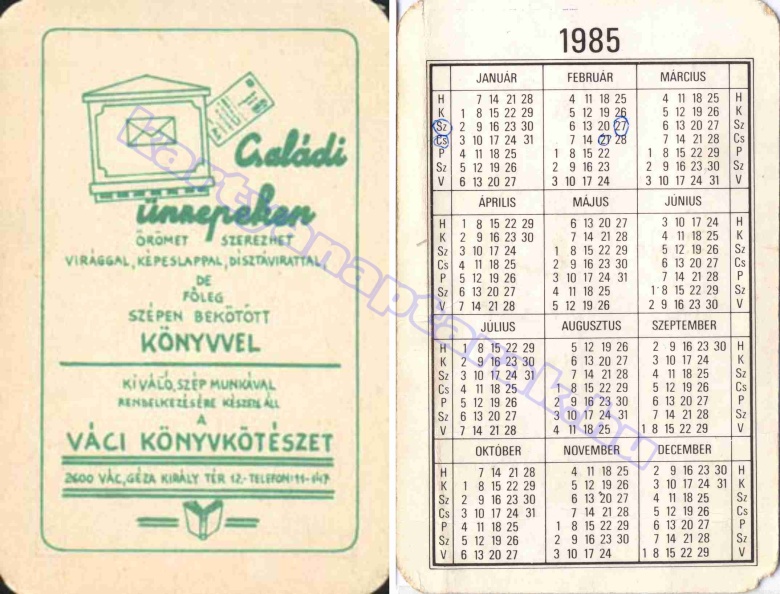 Családi
ünnepeken
ÖRÖMET SZEREZHET
VIRÁGGAL, KÉPESLAPPAL, DÍSZTÁVIRATTAL,
DE
FŐLEG
SZÉPEN BEKÖTÖTT
KÖNYVVEL
KIVÁLÓ, SZÉP MUNKÁVAL
RENDELKEZÉSÉRE KÉSZEN ÁLL
A
VÁCI KÖNYVKÖTÉSZET
2600 VÁC, GÉZA KIRÁLY TÉR 12.- TELEFON: 11-147
1985
JANUÁR FEBRUÁR MÁRCIUS
H 7 14 21 28 4 11 18 25 4 11 18 25 H
K 1 8 15 22 29 5 12 19 26 5 12 19 26 K
Sz 2 9 16 23 30 6 13 20 27 6 13 20 27 Sz
Cs 3 10 17 24 31 7 14 21 28 7 14 21 28 Cs
P 4 11 18 25 1 8 15 22 1 8 15 22 29 P
Sz 5 12 19 26 2 9 16 23 2 9 16 23 30 Sz
V 6 13 20 27 3 10 17 24 3 10 17 24 31 V
ÁPRILIS MÁJUS JÚNIUS
H 1 8 15 22 29 6 13 20 27 3 10 17 24 H
K 2 9 16 23 30 7 14 21 28 4 11 18 25 K
Sz 3 10 17 24 1 8 15 22 29 5 12 19 26 Sz
Cs 4 11 18 25 2 9 16 23 30 6 13 20 27 Cs
P 5 12 19 26 3 10 17 24 31 7 14 21 28 P
Sz 6 13 20 27 4 11 18 25 1 8 15 22 29 Sz
V 7 14 21 28 5 12 19 26 2 9 16 23 30 V
JÚLIUS AUGUSZTUS SZEPTEMBER
H 1 8 15 22 29 5 12 19 26 2 9 16 23 30 H
K 2 9 16 23 30 6 13 20 27 3 10 17 24 K
Sz 3 10 17 24 31 7 14 21 28 4 11 18 25 Sz
Cs 4 11 18 25 1 8 15 22 29 5 12 19 26 Cs
P 5 12 19 26 2 9 16 23 30 6 13 20 27 P
Sz 6 13 20 27 3 10 17 24 31 7 14 21 28 Sz
V 7 14 21 28 4 11 18 25 1 8 15 22 29 V
OKTÓBER NOVEMBER DECEMBER
H 7 14 21 28 4 11 18 25 2 9 16 23 30 H
K 1 8 15 22 29 5 12 19 26 3 10 17 24 31 K
Sz 2 9 16 23 30 6 13 20 27 4 11 18 25 Sz
Cs 3 10 17 24 31 7 14 21 28 5 12 19 26 Cs
P 4 11 18 25 1 8 15 22 29 6 13 20 27 P
Sz 5 12 19 26 2 9 16 23 30 7 14 21 28 Sz
V 6 13 20 27 3 10 17 24 1 8 15 22 29 V
kartyanaptarak.hu